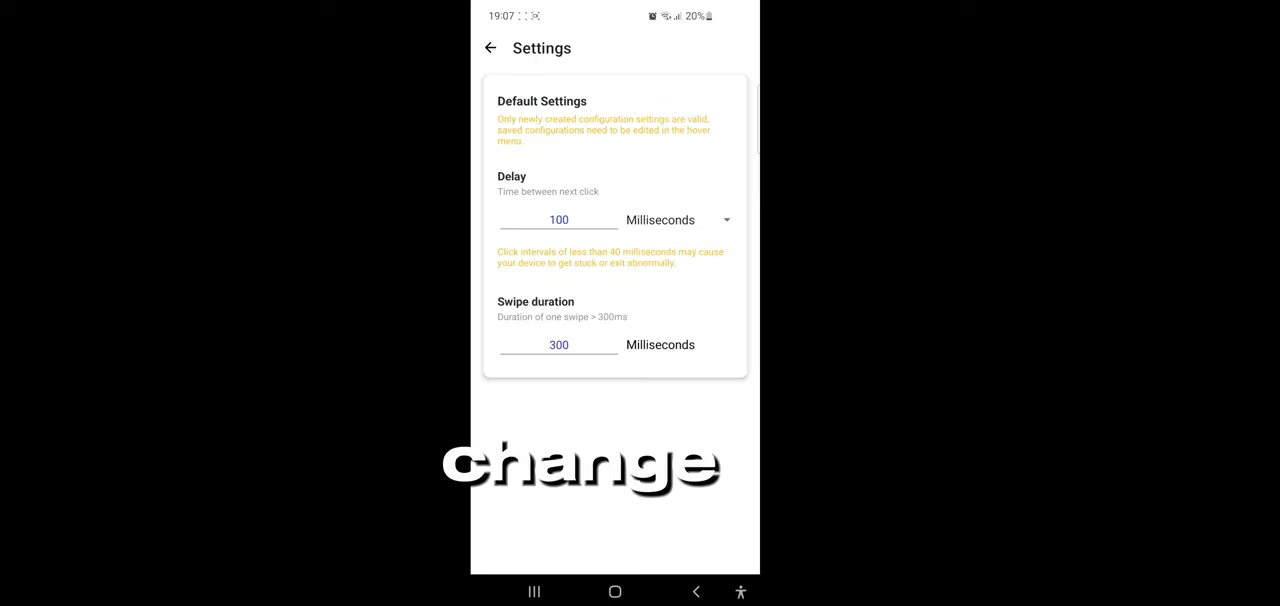 19:07 20%
Settings
Default Settings
Only newly created configuration settings are valid,
saved configurations need to be edited in the hover
menu
Delay
Time between next click
100 Milliseconds
Click intervals of less than 40 milliseconds may cause
your device to get stuck or exit abnormally.
Swipe duration
Duration of one swipe > 300ms
300 Milliseconds
change